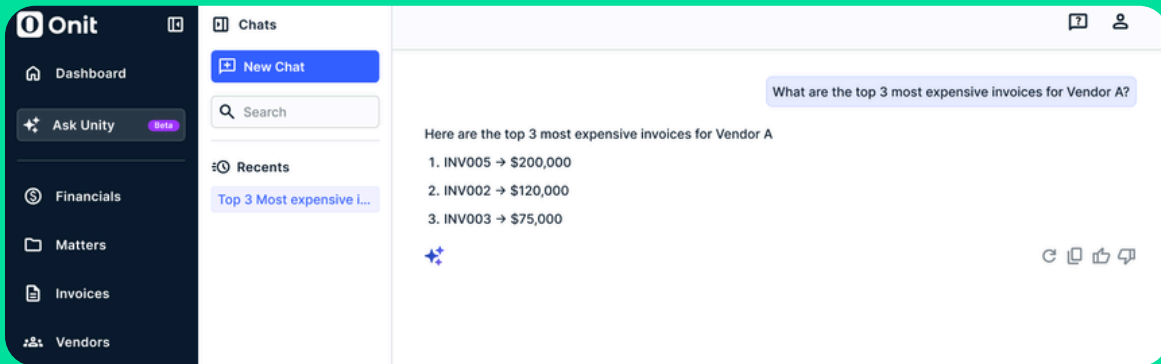 Onit
Dashboard
Ask Unity Beta
Financials
Matters
Invoices
Vendors
Chats
New Chat
Search
Recents
Top 3 Most expensive i...
What are the top 3 most expensive invoices for Vendor A?
Here are the top 3 most expensive invoices for Vendor A
1. INV005 → $200,000
2. INV002 → $120,000
3. INV003 → $75,000